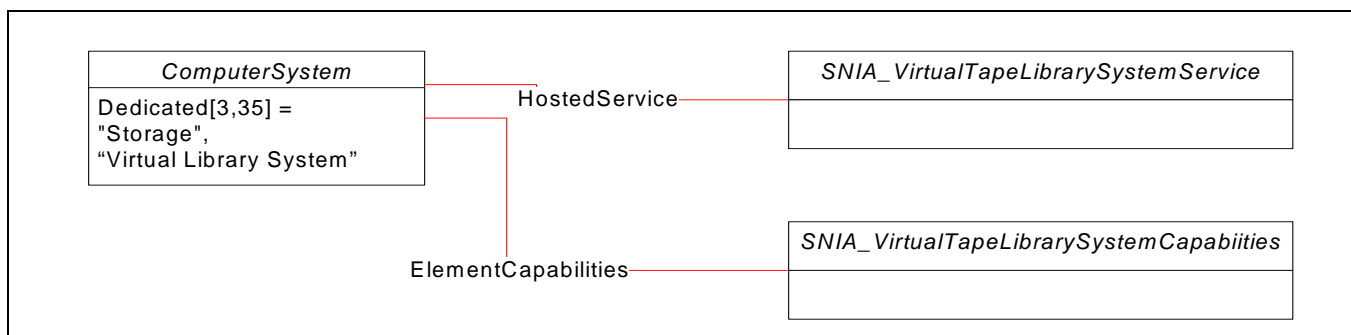 ComputerSystem
Dedicated[3,35] =
"Storage",
“Virtual Library System”
HostedService
SNIA_VirtualTapeLibrarySystemService
ElementCapabilities
SNIA_VirtualTapeLibrarySystemCapabiities